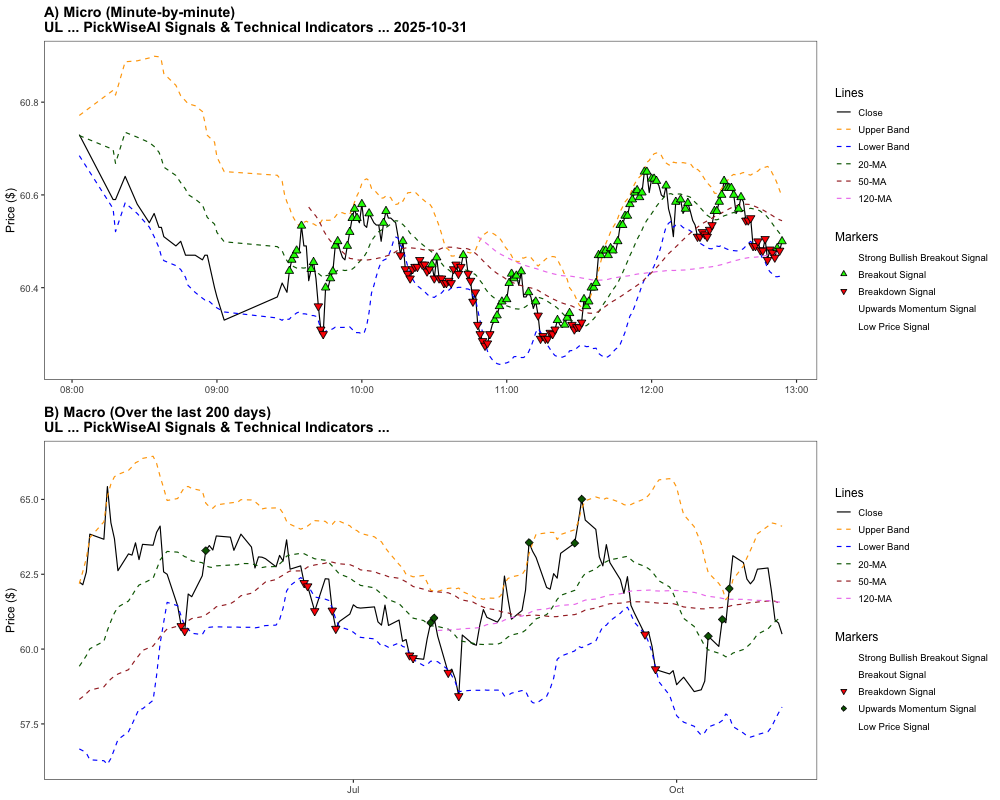 A) Micro (Minute-by-minute)
UL ... PickWiseAI Signals & Technical Indicators ... 2025-10-31
Price ($)
60.8
60.6
60.4
08:00
09:00
10:00
11:00
12:00
13:00
Lines
Close
Upper Band
Lower Band
20-MA
50-MA
120-MA
Markers
Strong Bullish Breakout Signal
Breakout Signal
Breakdown Signal
Upwards Momentum Signal
Low Price Signal
B) Macro (Over the last 200 days)
UL ... PickWiseAI Signals & Technical Indicators ...
Price ($)
65.0
62.5
60.0
57.5
Jul
Oct
Lines
Close
Upper Band
Lower Band
20-MA
50-MA
120-MA
Markers
Strong Bullish Breakout Signal
Breakout Signal
Breakdown Signal
Upwards Momentum Signal
Low Price Signal